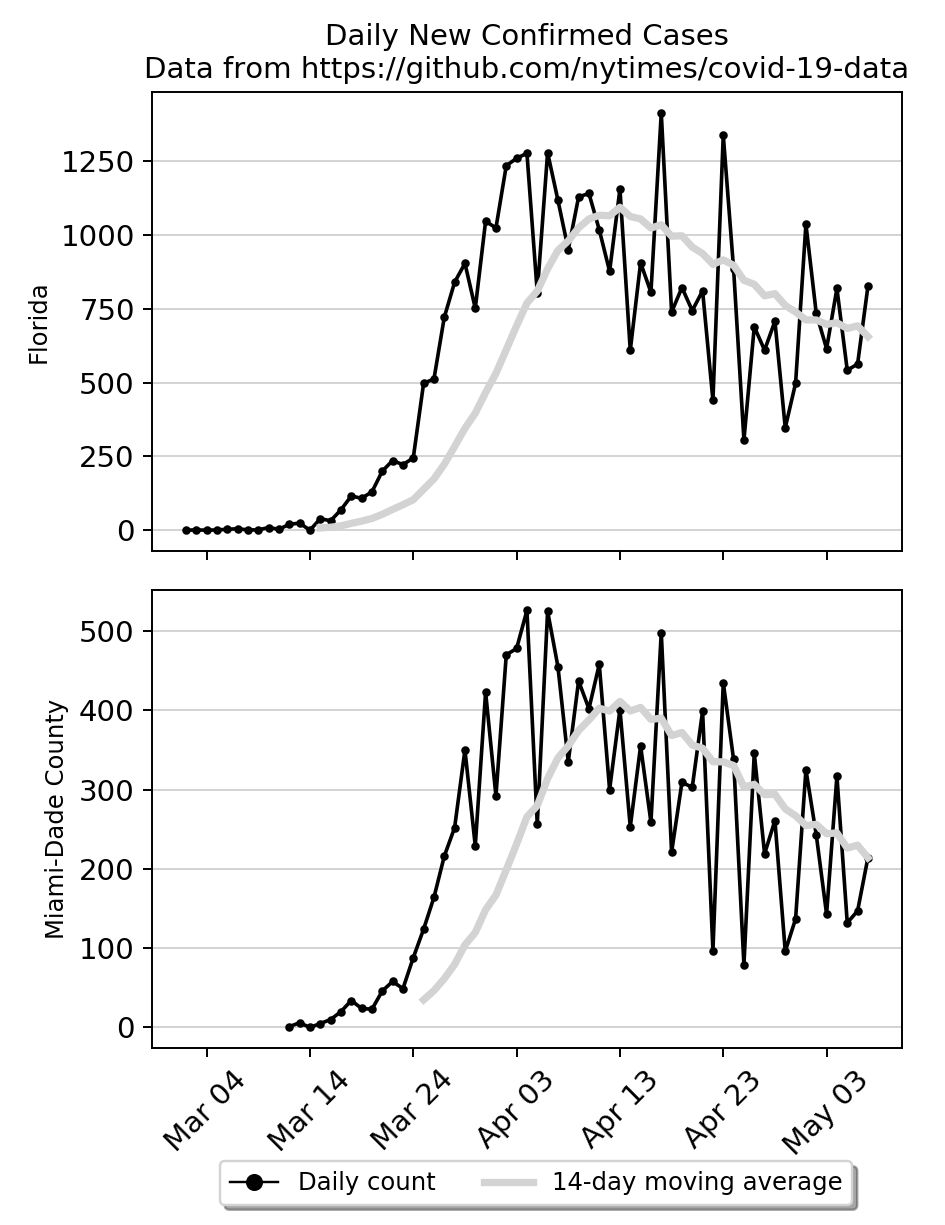 Daily New Confirmed Cases
Data from https://github.com/nytimes/covid-19-data
Florida
1250
1000
750
500
250
0
Miami-Dade County
500
400
300
200
100
0
Mar 04
Mar 14
Mar 24
Apr 03
Apr 13
Apr 23
May 03
Daily count
14-day moving average